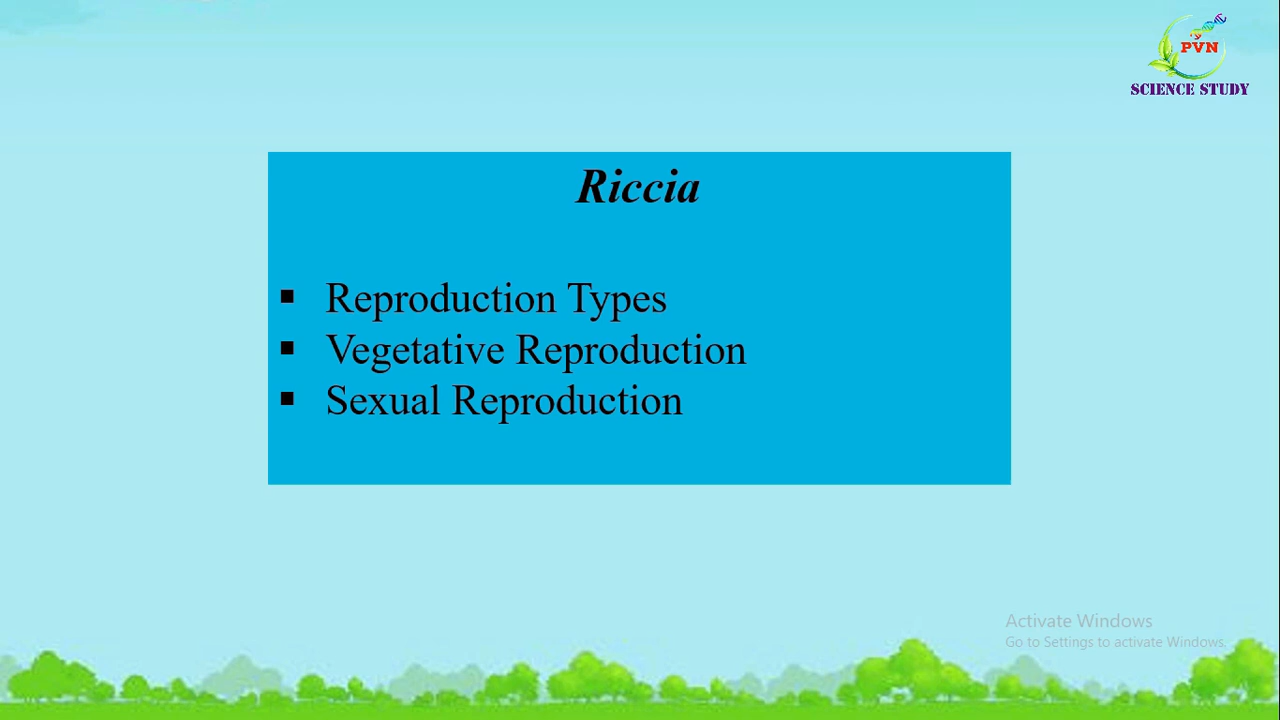 PVN
SCIENCE STUDY
Riccia
▪ Reproduction Types
▪ Vegetative Reproduction
▪ Sexual Reproduction
Activate Windows
Go to Settings to activate Windows.